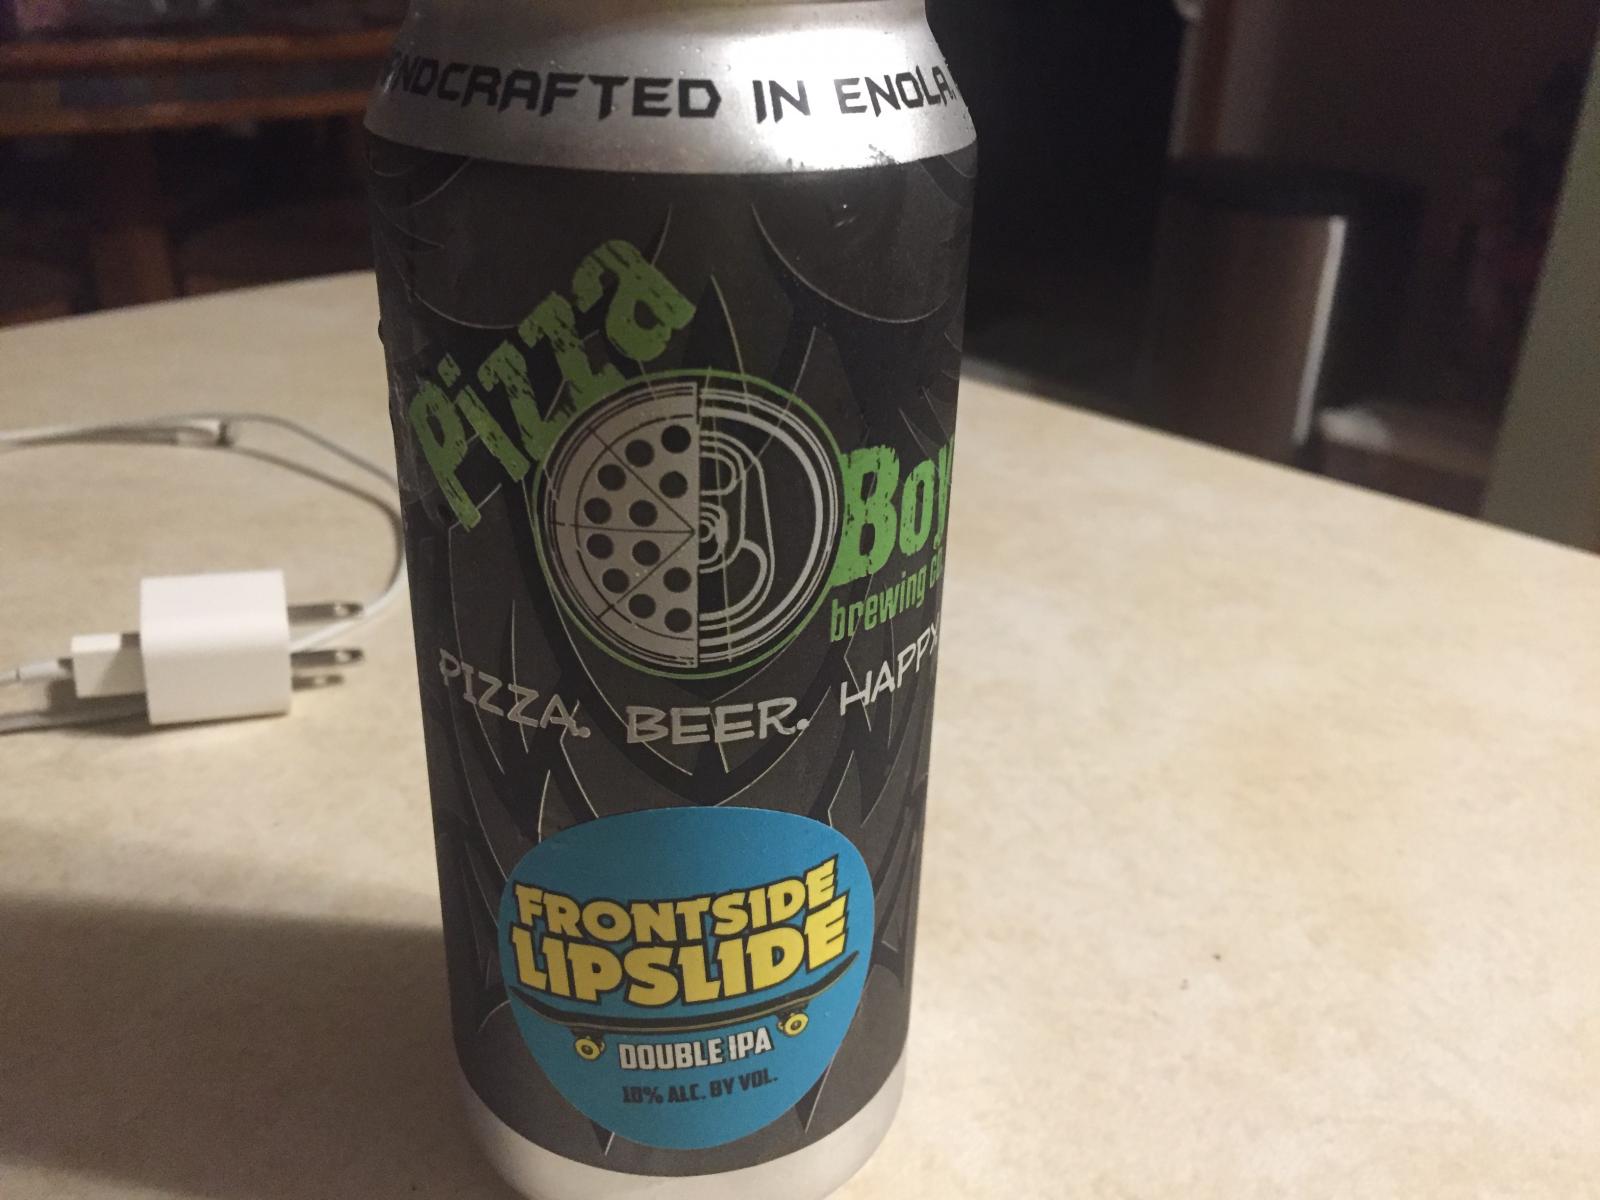 NDCRAFTED IN ENOLA,
Pizza
Boy
brewing co.
PIZZA. BEER. HAPPY
FRONTSIDE
LIPSLIDE
DOUBLE IPA
10% ALC. BY VOL.